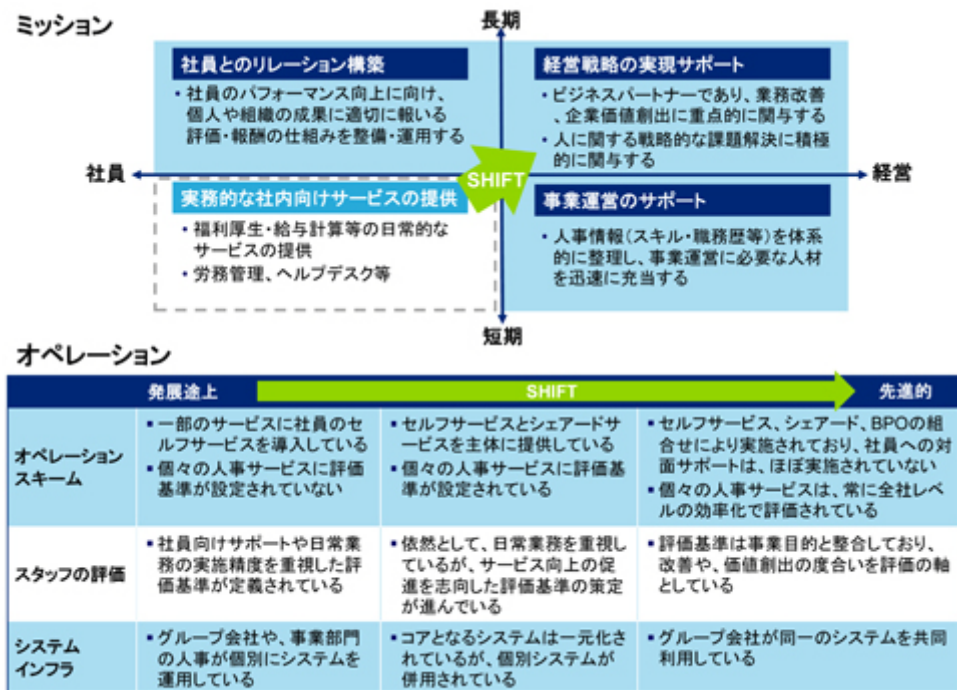 ミッション
長期
社員とのリレーション構築
・社員のパフォーマンス向上に向け、
個人や組織の成果に適切に報いる
評価・報酬の仕組みを整備・運用する
経営戦略の実現サポート
・ビジネスパートナーであり、業務改善
、企業価値創出に重点的に関与する
・人に関する戦略的な課題解決に積極
的に関与する
社員
SHIFT
経営
実務的な社内向けサービスの提供
・福利厚生・給与計算等の日常的な
サービスの提供
・労務管理、ヘルプデスク等
事業運営のサポート
・人事情報(スキル・職務歴等)を体系
的に整理し、事業運営に必要な人材
を迅速に充当する
短期
オペレーション
発展途上
SHIFT
先進的
オペレーション
スキーム
▪一部のサービスに社員のセ
ルフサービスを導入している
▪個々の人事サービスに評価
基準が設定されていない
▪セルフサービスとシェアードサ
ービスを主体に提供している
▪個々の人事サービスに評価基
準が設定されている
▪セルフサービス、シェアード、BPOの組
合せにより実施されており、社員への対
面サポートは、ほぼ実施されていない
▪個々の人事サービスは、常に全社レベ
ルの効率化で評価されている
スタッフの評価
▪社員向けサポートや日常業
務の実施精度を重視した評
価基準が定義されている
▪依然として、日常業務を重視し
ているが、サービス向上の促
進を志向した評価基準の策定
が進んでいる
▪評価基準は事業目的と整合しており、
改善や、価値創出の度合いを評価の軸
としている
システム
インフラ
▪グループ会社や、事業部門
の人事が個別にシステムを
運用している
▪コアとなるシステムは一元化さ
れているが、個別システムが
併用されている
▪グループ会社が同一のシステムを共同
利用している